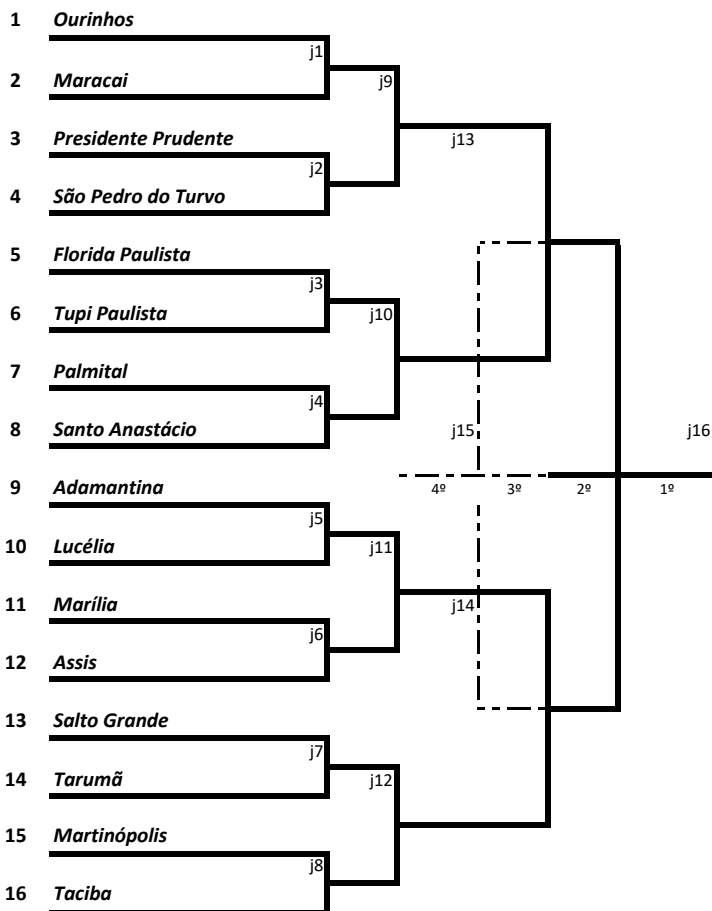 1 Ourinhos
j1
2 Maracai
j9
3 Presidente Prudente
j13
j2
4 São Pedro do Turvo
5 Florida Paulista
j3
6 Tupi Paulista
j10
7 Palmital
j4
8 Santo Anastácio
j15
j16
9 Adamantina
4º 3º 2º 1º
j5
10 Lucélia
j11
11 Marília
j14
j6
12 Assis
13 Salto Grande
j7
14 Tarumã
j12
15 Martinópolis
j8
16 Taciba